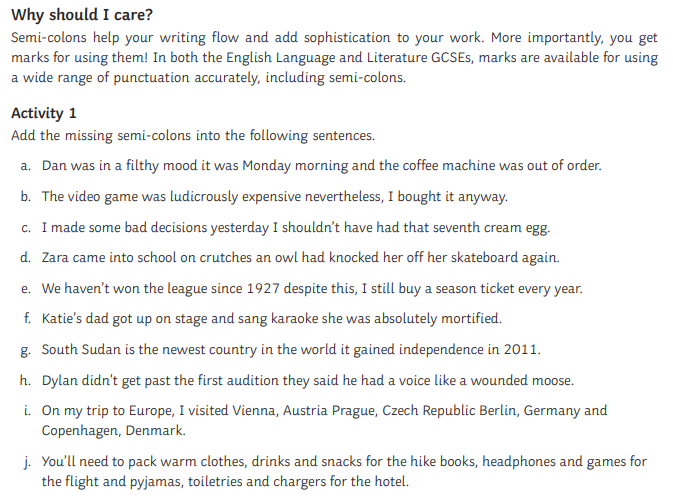 Why should I care?
Semi-colons help your writing flow and add sophistication to your work. More importantly, you get
marks for using them! In both the English Language and Literature GCSEs, marks are available for using
a wide range of punctuation accurately, including semi-colons.
Activity 1
Add the missing semi-colons into the following sentences.
a. Dan was in a filthy mood it was Monday morning and the coffee machine was out of order.
b. The video game was ludicrously expensive nevertheless, I bought it anyway.
c. I made some bad decisions yesterday I shouldn't have had that seventh cream egg.
d. Zara came into school on crutches an owl had knocked her off her skateboard again.
e. We haven't won the league since 1927 despite this, I still buy a season ticket every year.
f. Katie's dad got up on stage and sang karaoke she was absolutely mortified.
g. South Sudan is the newest country in the world it gained independence in 2011.
h. Dylan didn't get past the first audition they said he had a voice like a wounded moose.
i. On my trip to Europe, I visited Vienna, Austria Prague, Czech Republic Berlin, Germany and
Copenhagen, Denmark.
j. You'll need to pack warm clothes, drinks and snacks for the hike books, headphones and games for
the flight and pyjamas, toiletries and chargers for the hotel.